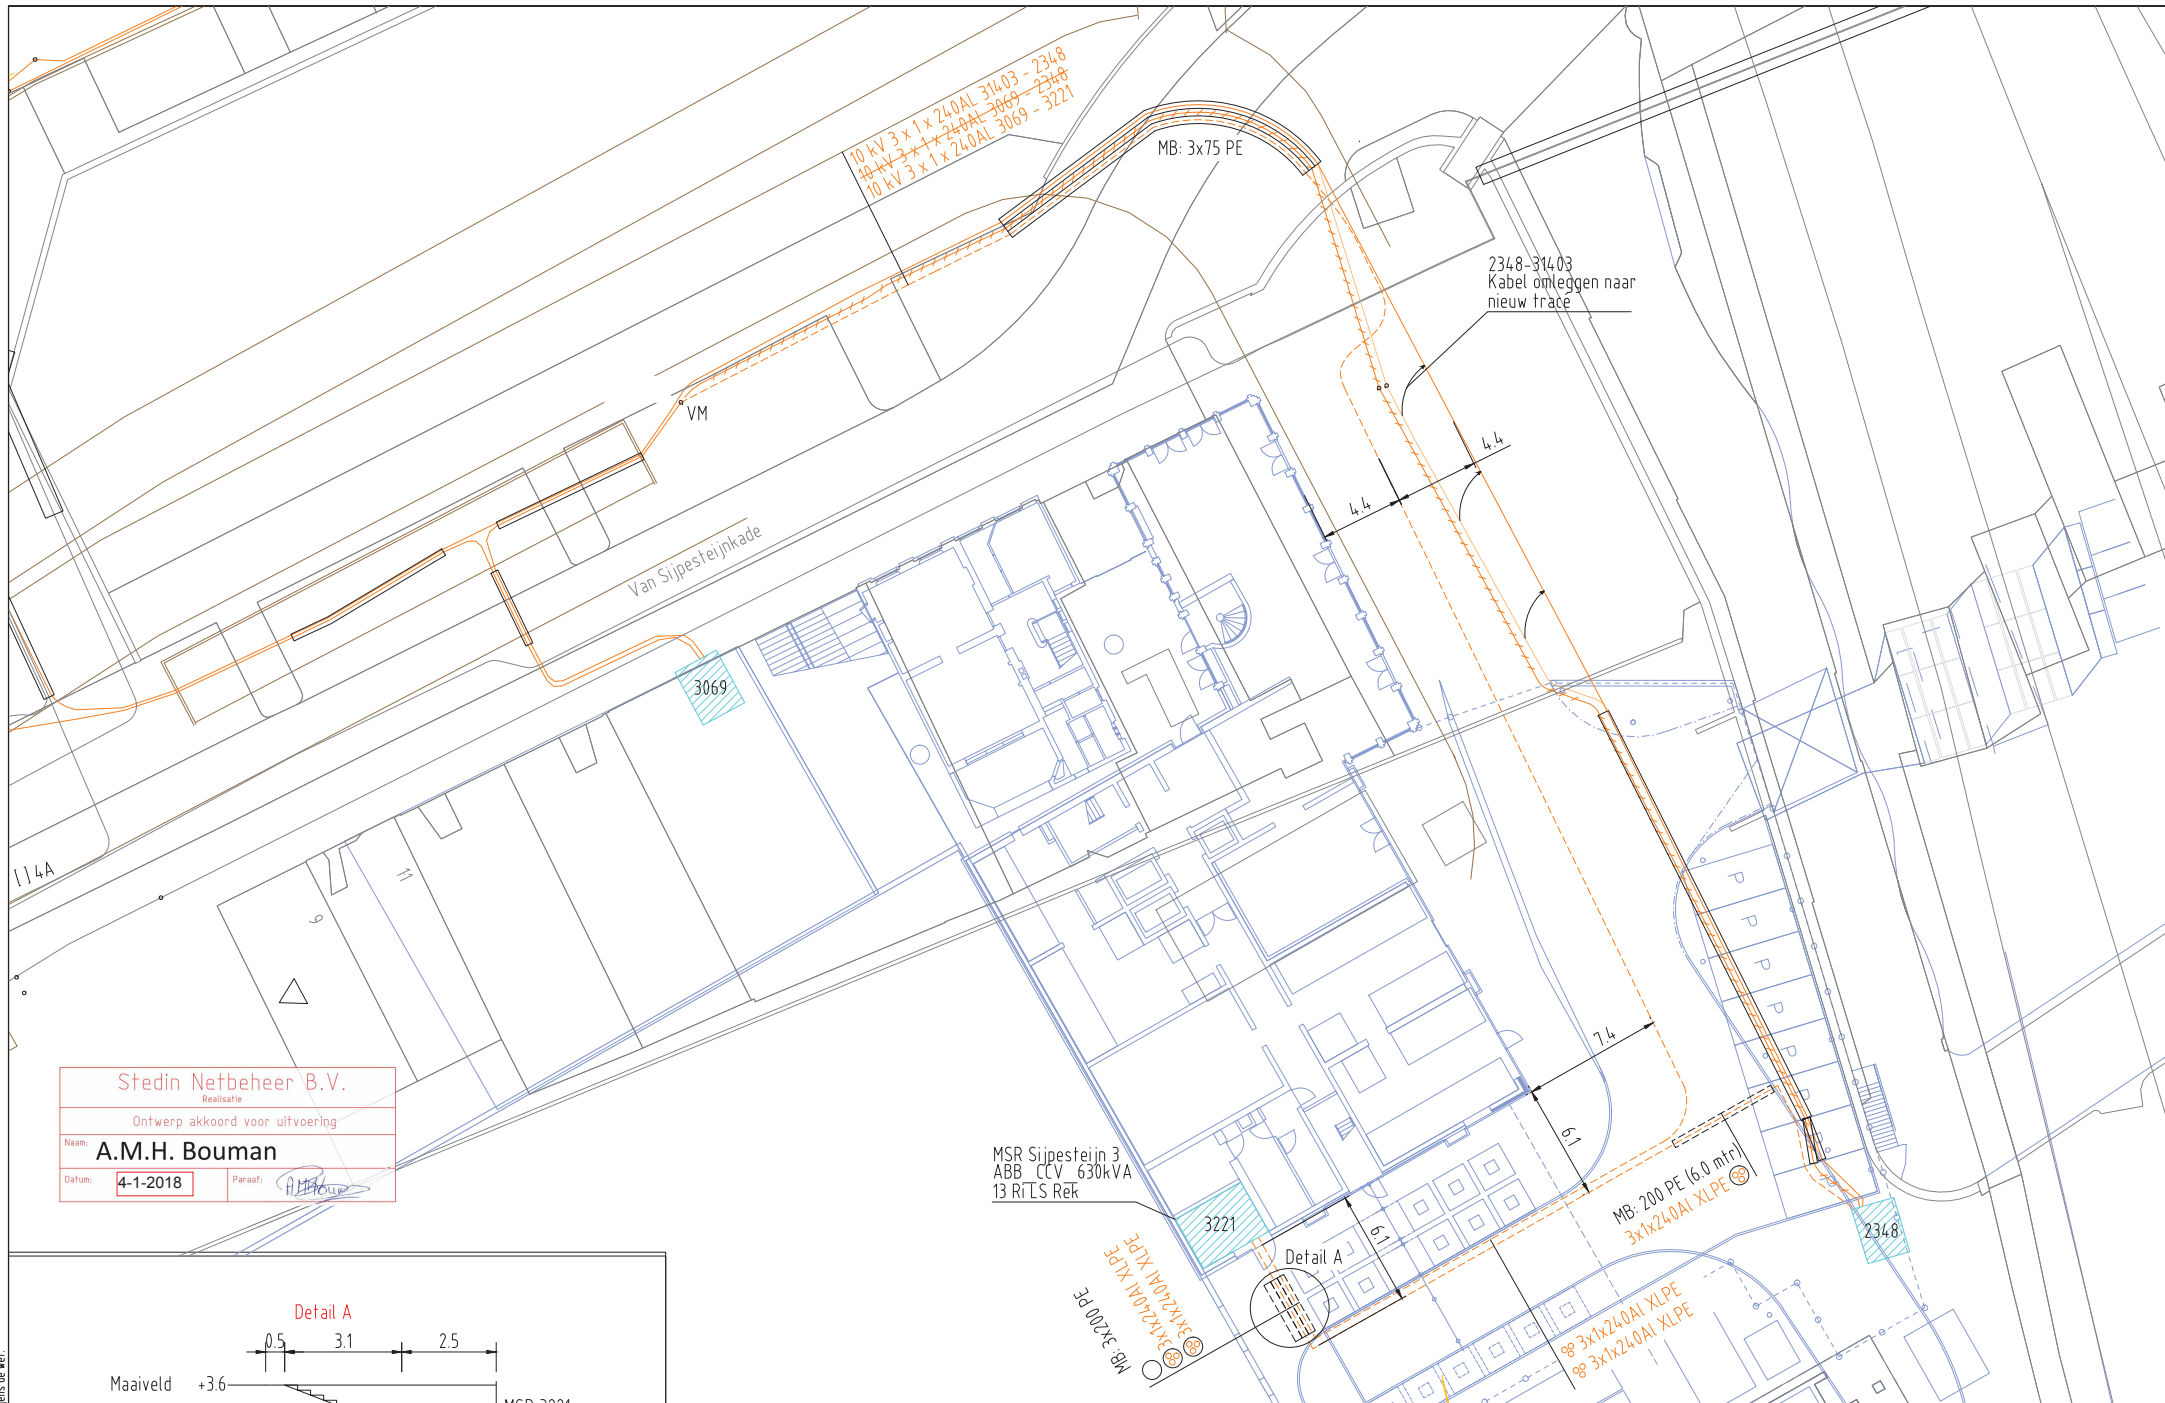 10 kV 3 x 1 x 240AL 31403 - 2348
10 kV 3 x 1 x 240AL 3069 - 2348
10 kV 3 x 1 x 240AL 3069 - 3221
MB: 3x75 PE
2348-31403
Kabel omleggen naar
nieuw tracé
VM
4.4
4.4
Van Sijpesteijnkade
3069
4A
11
9
P
P
P
P
P
7.4
6.1
6.1
Stedin Netbeheer B.V.
Realisatie
Ontwerp akkoord voor uitvoering
Naam: A.M.H. Bouman
Datum: 4-1-2018
Paraaf:
MSR Sijpesteijn 3
ABB_CCV_630kVA
13 Ri LS Rek
3221
Detail A
MB: 200 PE (6.0 mtr)
3x1x240Al XLPE
2348
MB: 3x200 PE
3x1x240Al XLPE
3x1x240Al XLPE
3x1x240Al XLPE
3x1x240Al XLPE
Detail A
0.5
3.1
2.5
Maaiveld +3.6